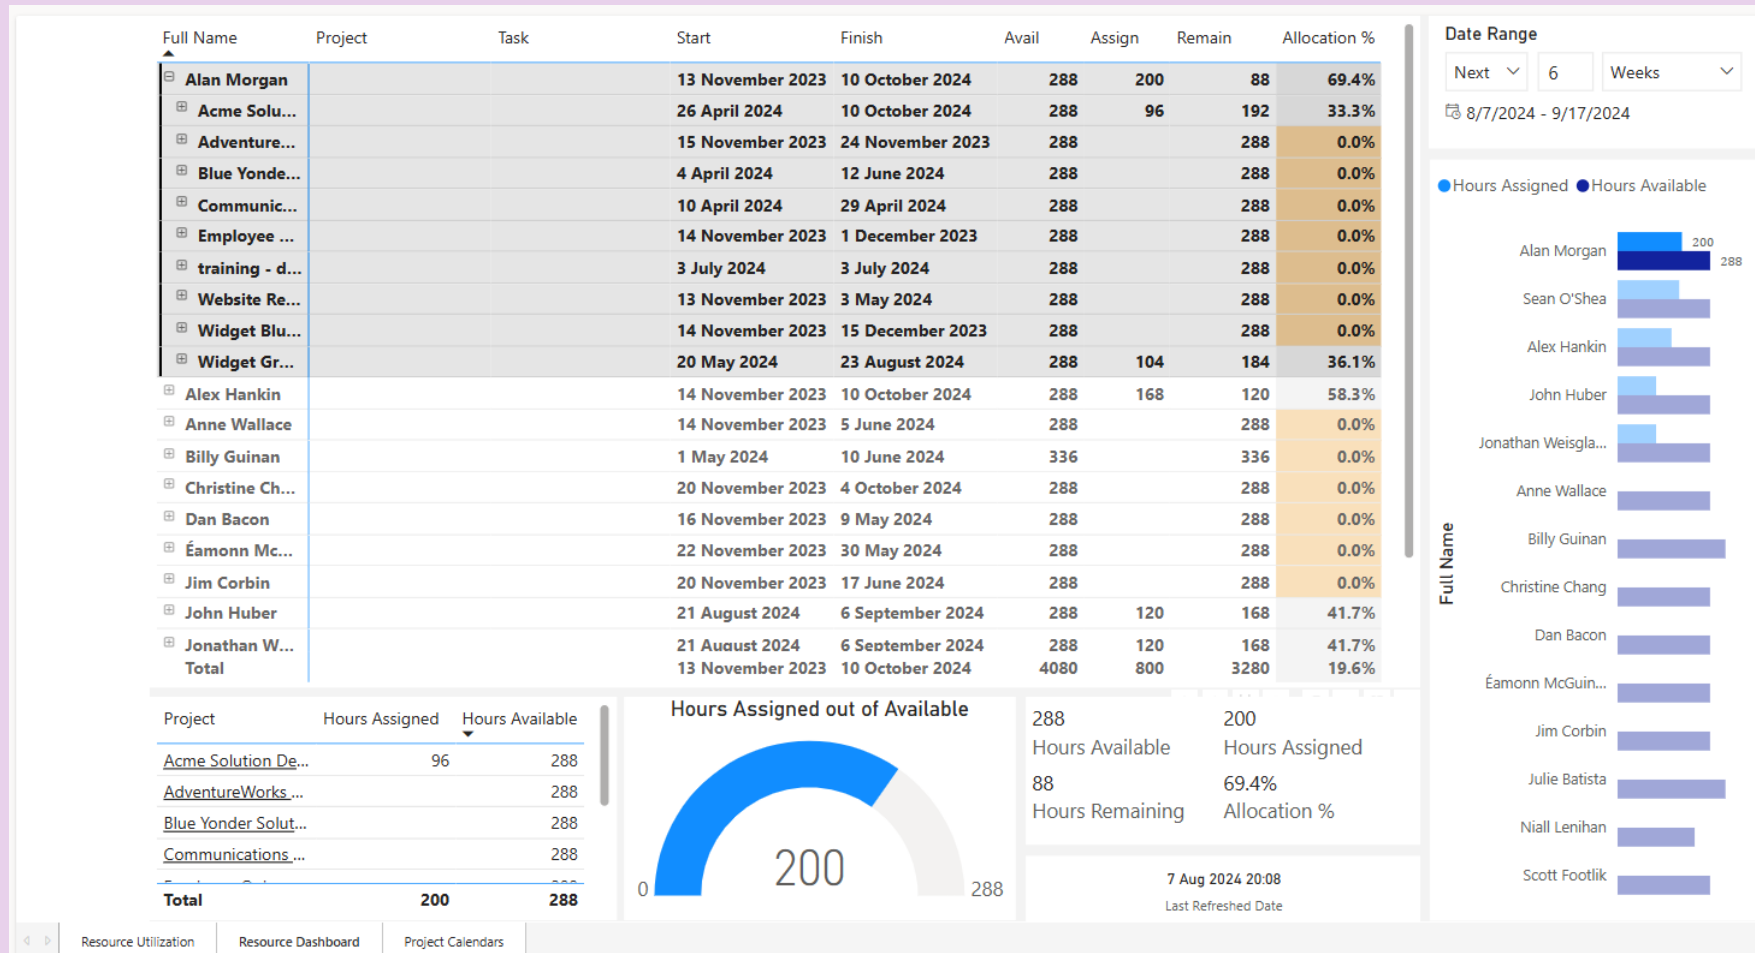 Full Name Project Task Start Finish Avail Assign Remain Allocation %
Alan Morgan 13 November 2023 10 October 2024 288 200 88 69.4%
Acme Solu... 26 April 2024 10 October 2024 288 96 192 33.3%
Adventure... 15 November 2023 24 November 2023 288 288 0.0%
Blue Yonde... 4 April 2024 12 June 2024 288 288 0.0%
Communic... 10 April 2024 29 April 2024 288 288 0.0%
Employee ... 14 November 2023 1 December 2023 288 288 0.0%
training - d... 3 July 2024 3 July 2024 288 288 0.0%
Website Re... 13 November 2023 3 May 2024 288 288 0.0%
Widget Blu... 14 November 2023 15 December 2023 288 288 0.0%
Widget Gr... 20 May 2024 23 August 2024 288 104 184 36.1%
Alex Hankin 14 November 2023 10 October 2024 288 168 120 58.3%
Anne Wallace 14 November 2023 5 June 2024 288 288 0.0%
Billy Guinan 1 May 2024 10 June 2024 336 336 0.0%
Christine Ch... 20 November 2023 4 October 2024 288 288 0.0%
Dan Bacon 16 November 2023 9 May 2024 288 288 0.0%
Éamonn Mc... 22 November 2023 30 May 2024 288 288 0.0%
Jim Corbin 20 November 2023 17 June 2024 288 288 0.0%
John Huber 21 August 2024 6 September 2024 288 120 168 41.7%
Jonathan W... 21 August 2024 6 September 2024 288 120 168 41.7%
Total 13 November 2023 10 October 2024 4080 800 3280 19.6%
Date Range
Next 6 Weeks
8/7/2024 - 9/17/2024
Hours Assigned Hours Available
Full Name
Alan Morgan 200
288
Sean O'Shea
Alex Hankin
John Huber
Jonathan Weisgla...
Anne Wallace
Billy Guinan
Christine Chang
Dan Bacon
Éamonn McGuin...
Jim Corbin
Julie Batista
Niall Lenihan
Scott Footlik
Project Hours Assigned Hours Available
Acme Solution De... 96 288
AdventureWorks ... 288
Blue Yonder Solut... 288
Communications ... 288
Total 200 288
Hours Assigned out of Available
200
0 288
288 200
Hours Available Hours Assigned
88 69.4%
Hours Remaining Allocation %
7 Aug 2024 20:08
Last Refreshed Date
Resource Utilization Resource Dashboard Project Calendars